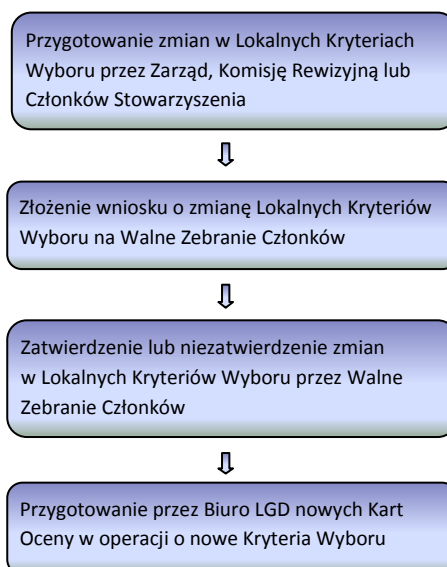 Przygotowanie zmian w Lokalnych Kryteriach
Wyboru przez Zarząd, Komisję Rewizyjną lub
Członków Stowarzyszenia
Złożenie wniosku o zmianę Lokalnych Kryteriów
Wyboru na Walne Zebranie Członków
Zatwierdzenie lub niezatwierdzenie zmian
w Lokalnych Kryteriów Wyboru przez Walne
Zebranie Członków
Przygotowanie przez Biuro LGD nowych Kart
Oceny w operacji o nowe Kryteria Wyboru